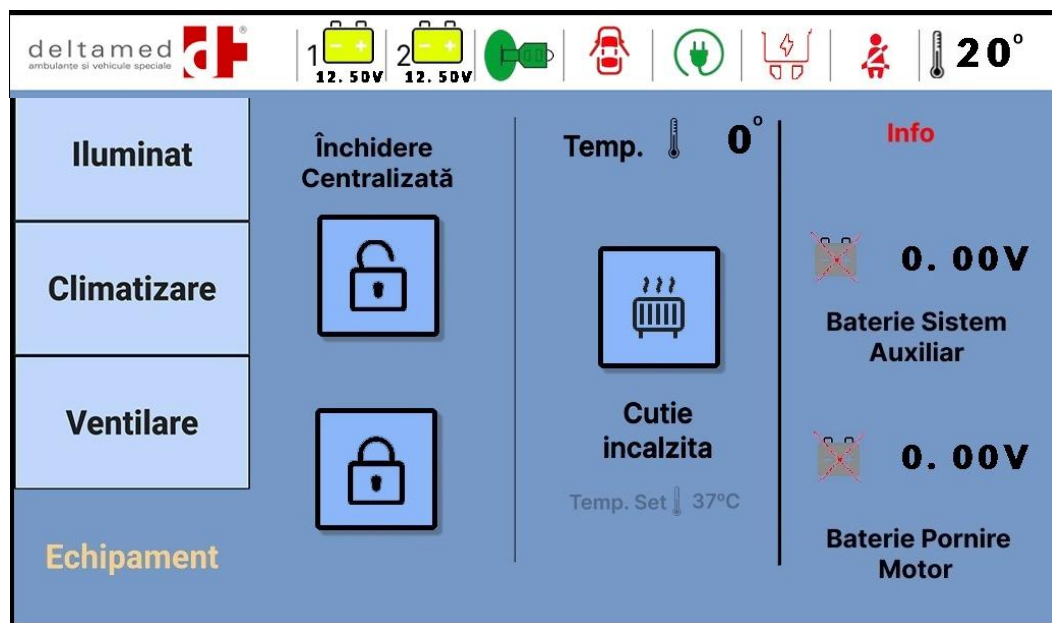 deltamed
ambulanțe și vehicule speciale
®
1
12.50V
2
12.50V
20°
Iluminat
Climatizare
Ventilare
Echipament
Închidere
Centralizată
Temp. 0°
Cutie
incalzita
Temp. Set 37°C
Info
0.00V
Baterie Sistem
Auxiliar
0.00V
Baterie Pornire
Motor